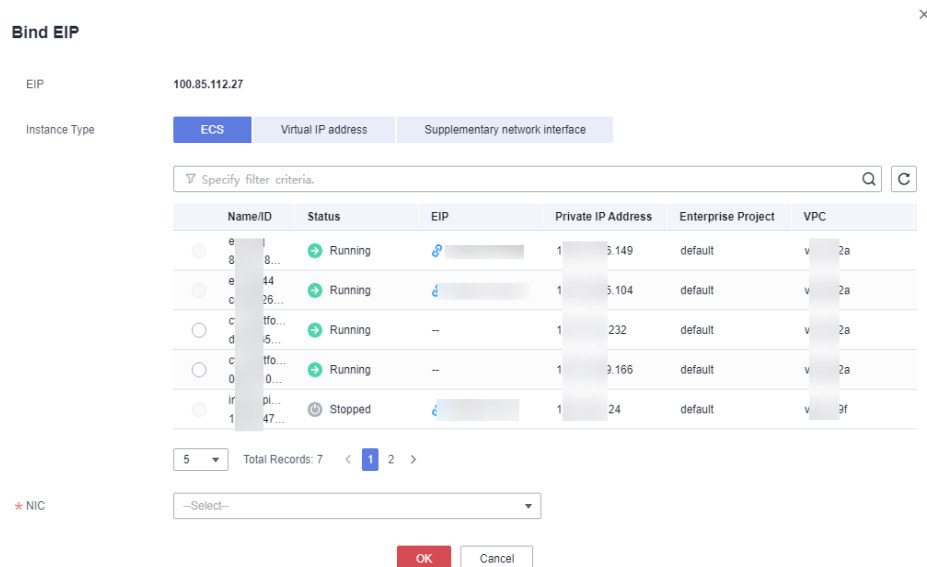 Bind EIP
EIP 100.85.112.27
Instance Type ECS Virtual IP address Supplementary network interface
Specify filter criteria.
Name/ID Status EIP Private IP Address Enterprise Project VPC
Running default
Running default
-- Running default
-- Running default
Stopped default
5 Total Records: 7 < 1 2 >
* NIC --Select--
OK Cancel